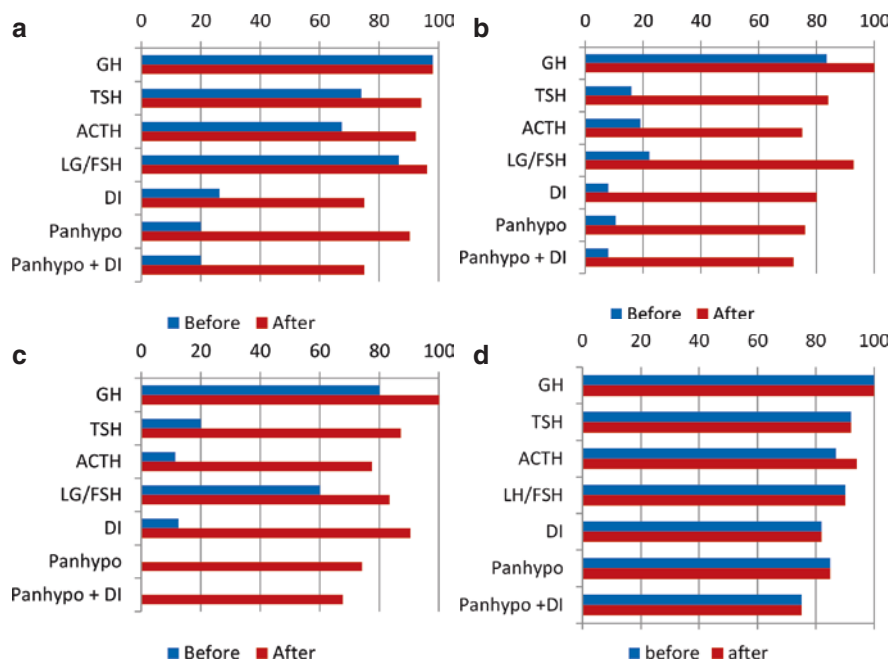 a
0 20 40 60 80 100
GH
TSH
ACTH
LG/FSH
DI
Panhypo
Panhypo + DI
Before After
b
0 20 40 60 80 100
GH
TSH
ACTH
LG/FSH
DI
Panhypo
Panhypo + DI
Before After
c
0 20 40 60 80 100
GH
TSH
ACTH
LG/FSH
DI
Panhypo
Panhypo + DI
Before After
d
0 20 40 60 80 100
GH
TSH
ACTH
LH/FSH
DI
Panhypo
Panhypo +DI
before after